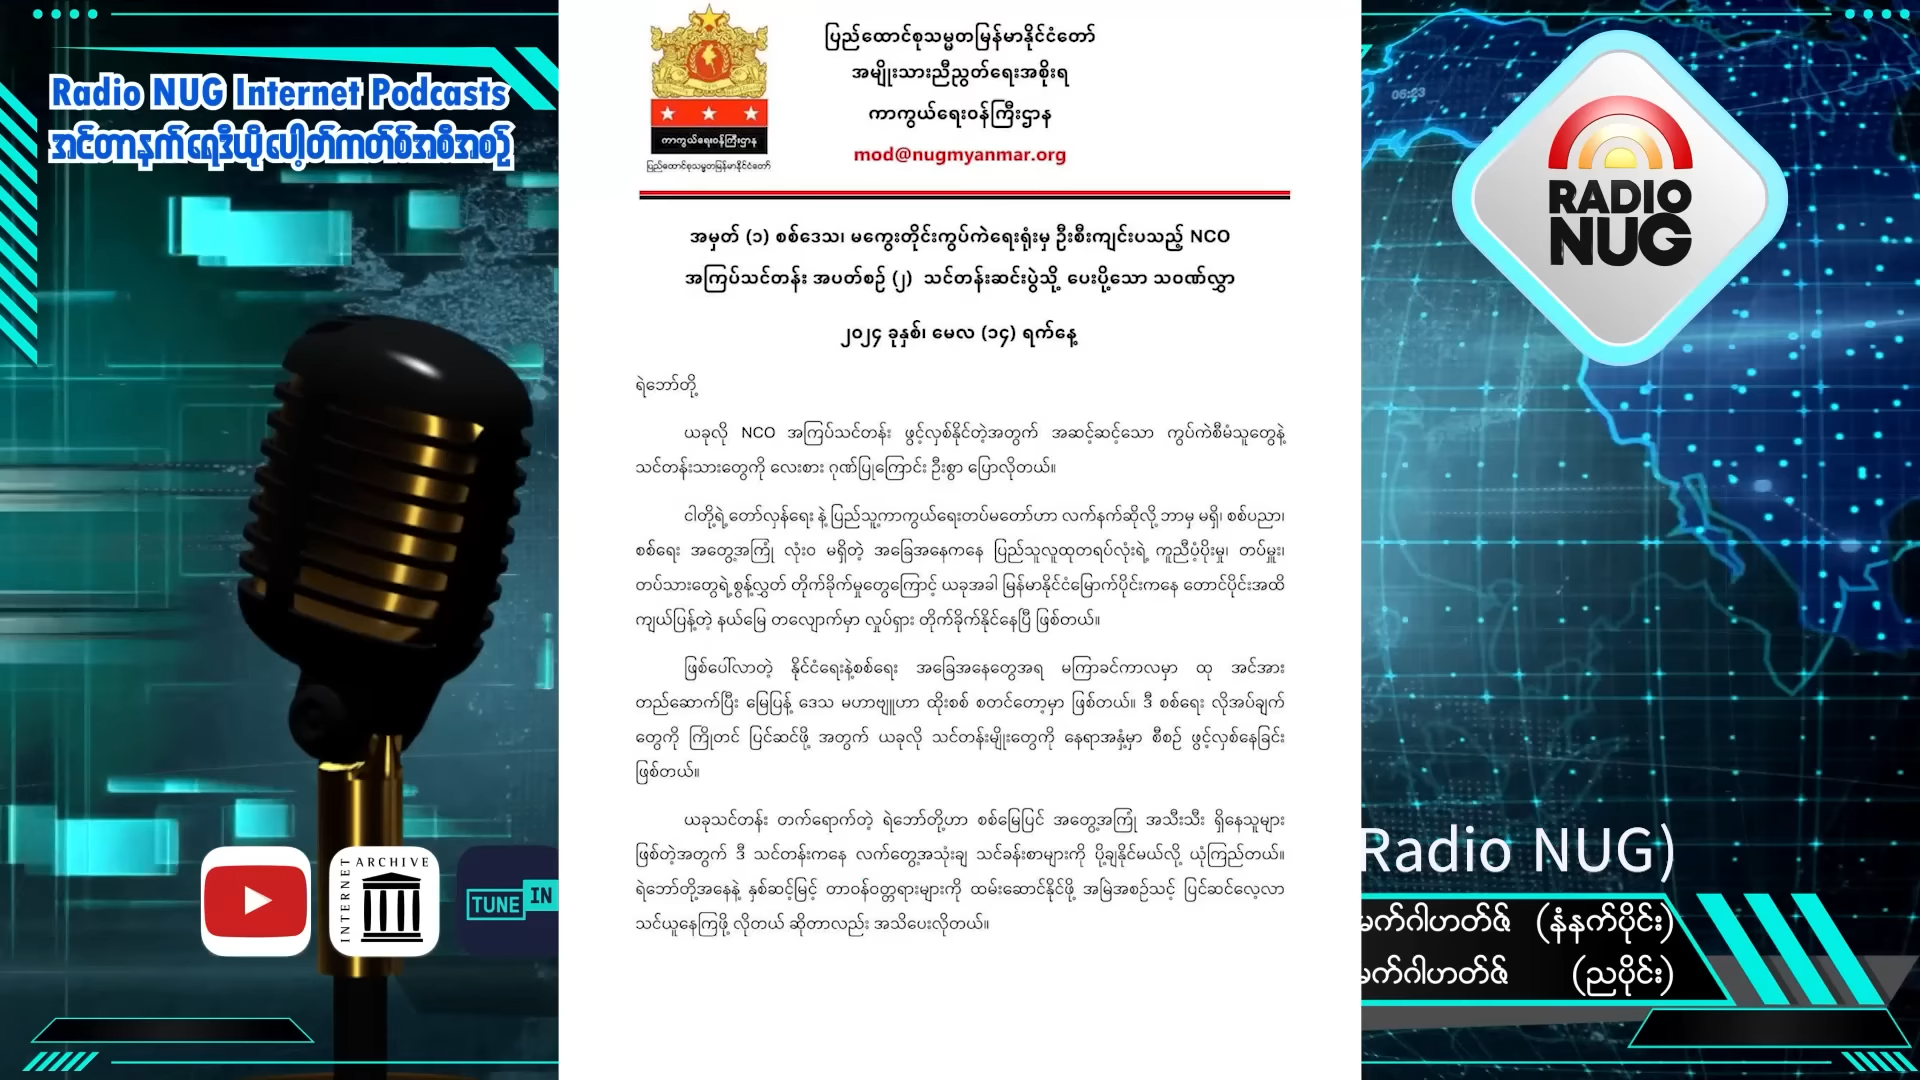 Radio NUG Internet Podcasts
အင်တာနက်ရေဒီယိုပေါ့တ်ကတ်စ်အစီအစဉ်
ကာကွယ်ရေးဝန်ကြီးဌာန
ပြည်ထောင်စုသမ္မတမြန်မာနိုင်ငံတော်
ပြည်ထောင်စုသမ္မတမြန်မာနိုင်ငံတော်
အမျိုးသားညီညွတ်ရေးအစိုးရ
ကာကွယ်ရေးဝန်ကြီးဌာန
mod@nugmyanmar.org
အမှတ် (၁) စစ်ဒေသ၊ မကွေးတိုင်းကွပ်ကဲရေးရုံးမှ ဦးစီးကျင်းပသည့် NCO
အကြပ်သင်တန်း အပတ်စဉ် (၂) သင်တန်းဆင်းပွဲသို့ ပေးပို့သော သဝဏ်လွှာ
၂၀၂၄ ခုနှစ်၊ မေလ (၁၄) ရက်နေ့
ရဲဘော်တို့
ယခုလို NCO အကြပ်သင်တန်း ဖွင့်လှစ်နိုင်တဲ့အတွက် အဆင့်ဆင့်သော ကွပ်ကဲစီမံသူတွေနဲ့
သင်တန်းသားတွေကို လေးစား ဂုဏ်ပြုကြောင်း ဦးစွာ ပြောလိုတယ်။
ငါတို့ရဲ့တော်လှန်ရေး နဲ့ ပြည်သူ့ကာကွယ်ရေးတပ်မတော်ဟာ လက်နက်ဆိုလို့ ဘာမှ မရှိ၊ စစ်ပညာ၊
စစ်ရေး အတွေ့အကြုံ လုံးဝ မရှိတဲ့ အခြေအနေကနေ ပြည်သူလူထုတရပ်လုံးရဲ့ ကူညီပံ့ပိုးမှု၊ တပ်မှူး၊
တပ်သားတွေရဲ့စွန့်လွှတ် တိုက်ခိုက်မှုတွေကြောင့် ယခုအခါ မြန်မာနိုင်ငံမြောက်ပိုင်းကနေ တောင်ပိုင်းအထိ
ကျယ်ပြန့်တဲ့ နယ်မြေ တလျောက်မှာ လှုပ်ရှား တိုက်ခိုက်နိုင်နေပြီ ဖြစ်တယ်။
ဖြစ်ပေါ်လာတဲ့ နိုင်ငံရေးနဲ့စစ်ရေး အခြေအနေတွေအရ မကြာခင်ကာလမှာ ထု အင်အား
တည်ဆောက်ပြီး မြေပြန့် ဒေသ မဟာဗျူဟာ ထိုးစစ် စတင်တော့မှာ ဖြစ်တယ်။ ဒီ စစ်ရေး လိုအပ်ချက်
တွေကို ကြိုတင် ပြင်ဆင်ဖို့ အတွက် ယခုလို သင်တန်းမျိုးတွေကို နေရာအနှံ့မှာ စီစဉ် ဖွင့်လှစ်နေခြင်း
ဖြစ်တယ်။
ယခုသင်တန်း တက်ရောက်တဲ့ ရဲဘော်တို့ဟာ စစ်မြေပြင် အတွေ့အကြုံ အသီးသီး ရှိနေသူများ
ဖြစ်တဲ့အတွက် ဒီ သင်တန်းကနေ လက်တွေ့အသုံးချ သင်ခန်းစာများကို ပို့ချနိုင်မယ်လို့ ယုံကြည်တယ်။
ရဲဘော်တို့အနေနဲ့ နှစ်ဆင့်မြင့် တာဝန်ဝတ္တရားများကို ထမ်းဆောင်နိုင်ဖို့ အမြဲအစဉ်သင့် ပြင်ဆင်လေ့လာ
သင်ယူနေကြဖို့ လိုတယ် ဆိုတာလည်း အသိပေးလိုတယ်။
INTERNET ARCHIVE
TUNE IN
06:23
RADIO
NUG
Radio NUG)
မက်ဂါဟတ်ဇ် (နံနက်ပိုင်း)
မက်ဂါဟတ်ဇ် (ညပိုင်း)